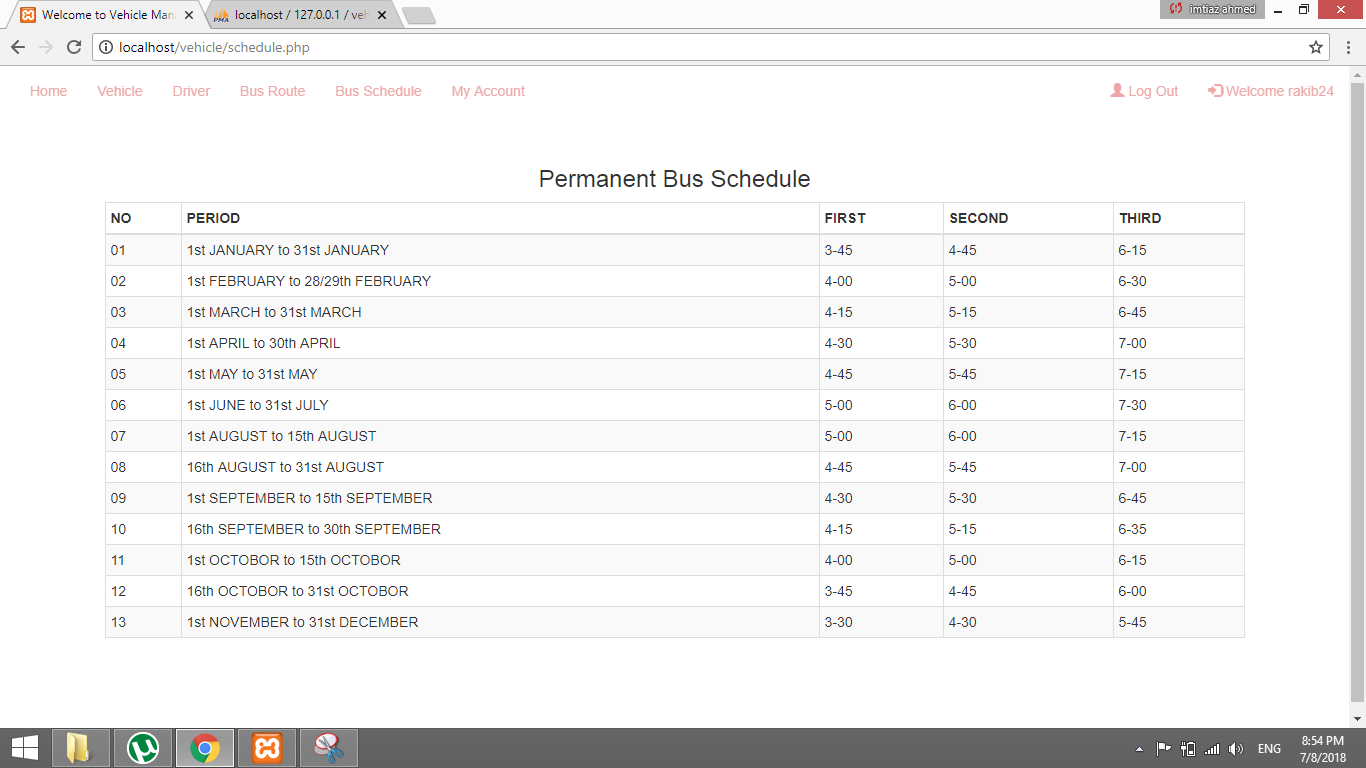 Welcome to Vehicle Man
localhost / 127.0.0.1 / veh
imtiaz ahmed
localhost/vehicle/schedule.php
Home Vehicle Driver Bus Route Bus Schedule My Account Log Out Welcome rakib24
Permanent Bus Schedule
NO PERIOD FIRST SECOND THIRD
01 1st JANUARY to 31st JANUARY 3-45 4-45 6-15
02 1st FEBRUARY to 28/29th FEBRUARY 4-00 5-00 6-30
03 1st MARCH to 31st MARCH 4-15 5-15 6-45
04 1st APRIL to 30th APRIL 4-30 5-30 7-00
05 1st MAY to 31st MAY 4-45 5-45 7-15
06 1st JUNE to 31st JULY 5-00 6-00 7-30
07 1st AUGUST to 15th AUGUST 5-00 6-00 7-15
08 16th AUGUST to 31st AUGUST 4-45 5-45 7-00
09 1st SEPTEMBER to 15th SEPTEMBER 4-30 5-30 6-45
10 16th SEPTEMBER to 30th SEPTEMBER 4-15 5-15 6-35
11 1st OCTOBOR to 15th OCTOBOR 4-00 5-00 6-15
12 16th OCTOBOR to 31st OCTOBOR 3-45 4-45 6-00
13 1st NOVEMBER to 31st DECEMBER 3-30 4-30 5-45
ENG
8:54 PM
7/8/2018